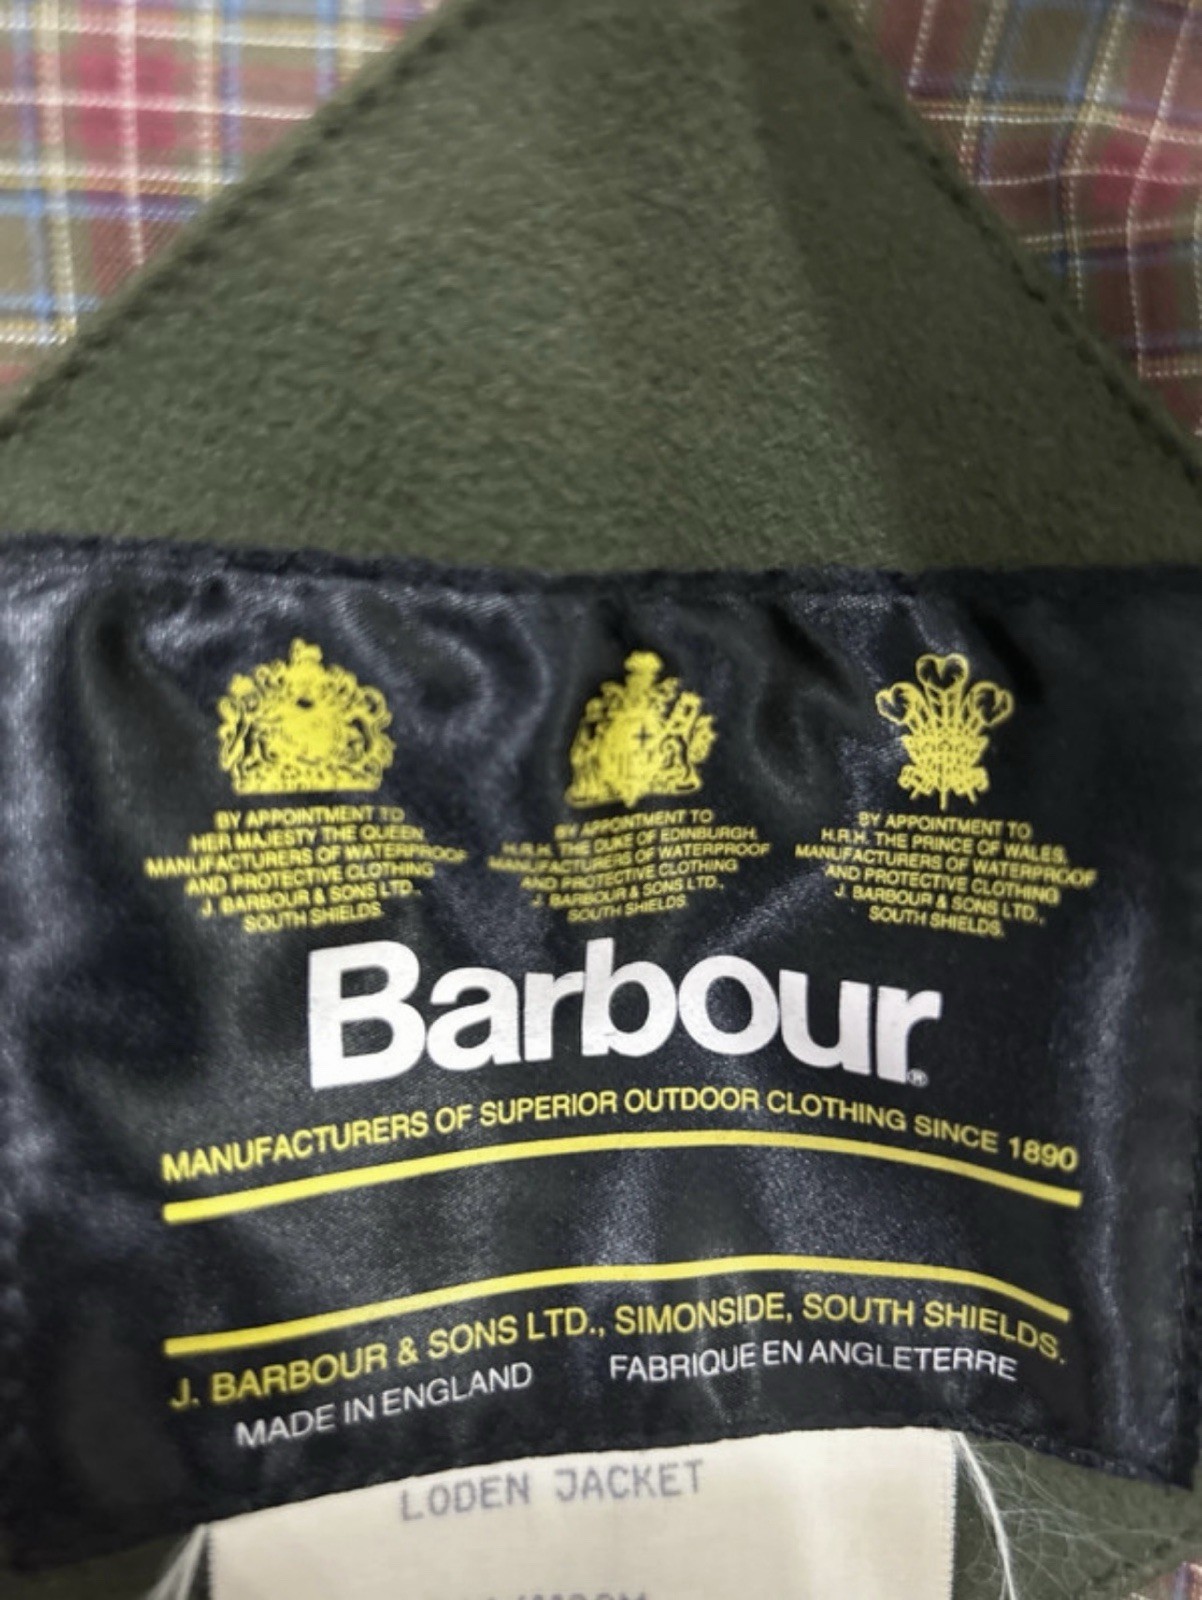 BY APPOINTMENT TO
HER MAJESTY THE QUEEN
MANUFACTURERS OF WATERPROOF
AND PROTECTIVE CLOTHING
J. BARBOUR & SONS LTD.,
SOUTH SHIELDS.
BY APPOINTMENT TO
H.R.H. THE DUKE OF EDINBURGH,
MANUFACTURERS OF WATERPROOF
AND PROTECTIVE CLOTHING
J. BARBOUR & SONS LTD.,
SOUTH SHIELDS.
BY APPOINTMENT TO
H.R.H. THE PRINCE OF WALES,
MANUFACTURERS OF WATERPROOF
AND PROTECTIVE CLOTHING
J. BARBOUR & SONS LTD.,
SOUTH SHIELDS.
Barbour®
MANUFACTURERS OF SUPERIOR OUTDOOR CLOTHING SINCE 1890
J. BARBOUR & SONS LTD., SIMONSIDE, SOUTH SHIELDS.
MADE IN ENGLAND FABRIQUE EN ANGLETERRE
LODEN JACKET